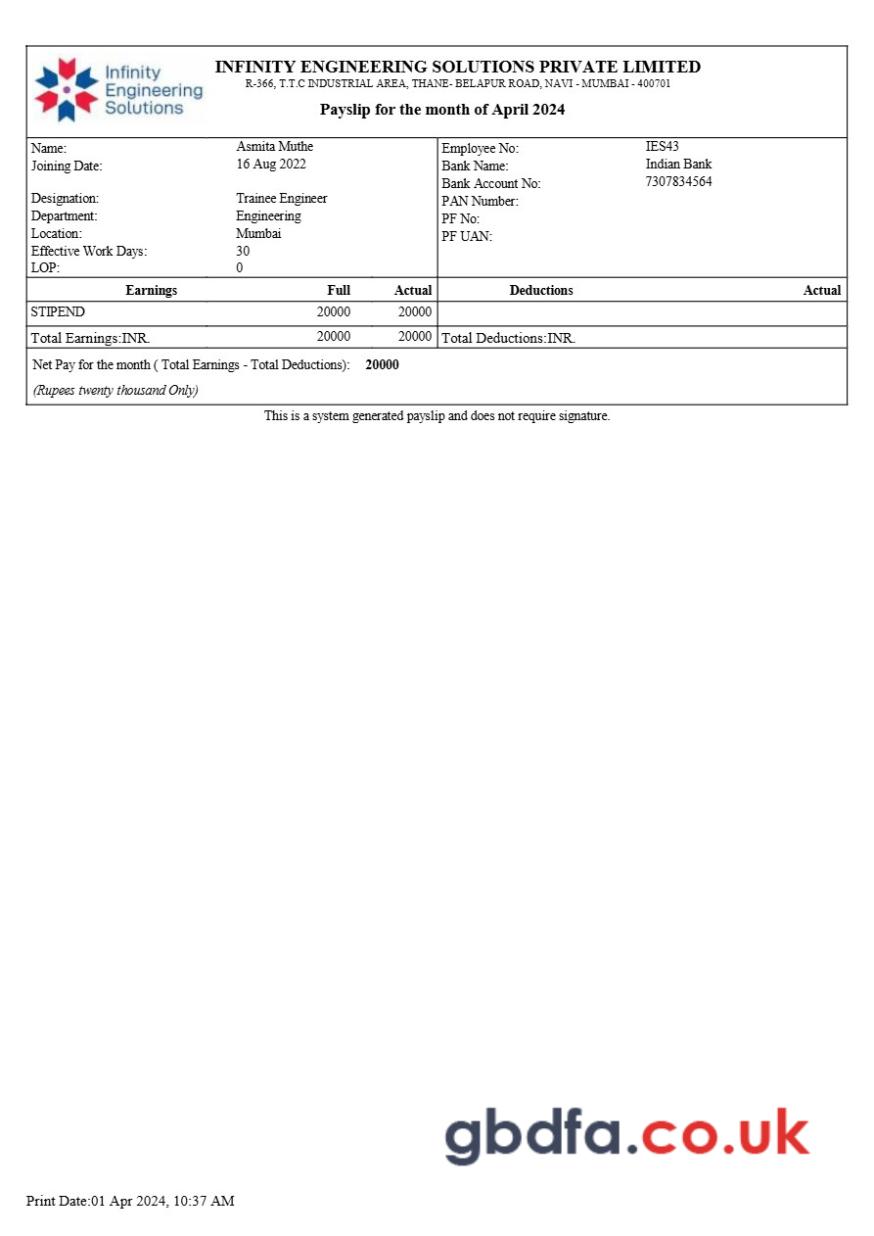 Infinity
Engineering
Solutions
INFINITY ENGINEERING SOLUTIONS PRIVATE LIMITED
R-366, T.T.C INDUSTRIAL AREA, THANE- BELAPUR ROAD, NAVI - MUMBAI - 400701
Payslip for the month of April 2024
Name: Asmita Muthe
Joining Date: 16 Aug 2022
Designation: Trainee Engineer
Department: Engineering
Location: Mumbai
Effective Work Days: 30
LOP: 0
Employee No: IES43
Bank Name: Indian Bank
Bank Account No: 7307834564
PAN Number:
PF No:
PF UAN:
Earnings Full Actual Deductions Actual
STIPEND 20000 20000
Total Earnings:INR. 20000 20000 Total Deductions:INR.
Net Pay for the month ( Total Earnings - Total Deductions): 20000
(Rupees twenty thousand Only)
This is a system generated payslip and does not require signature.
gbdfa.co.uk
Print Date:01 Apr 2024, 10:37 AM